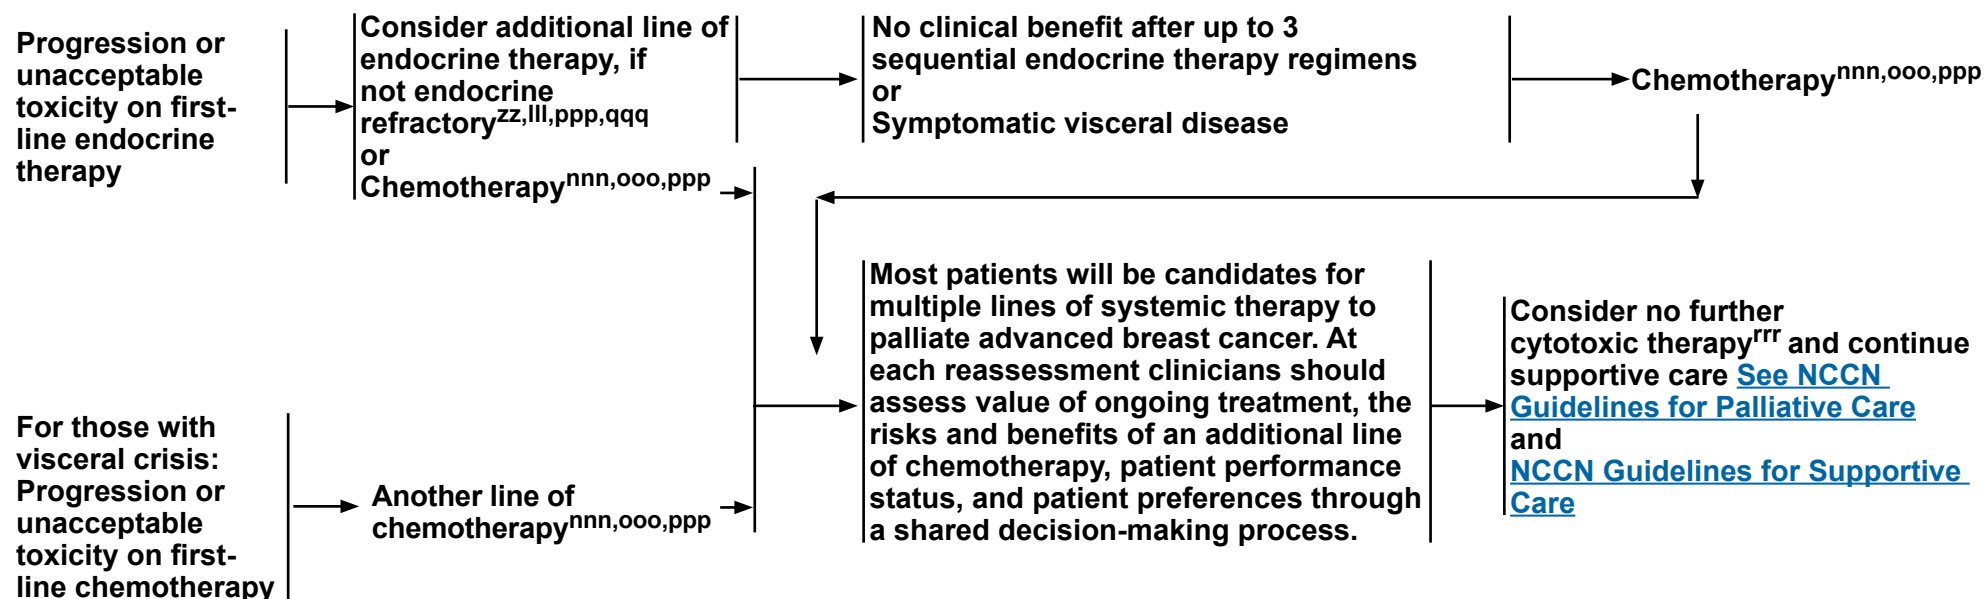 Progression or
unacceptable
toxicity on first-
line endocrine
therapy
Consider additional line of
endocrine therapy, if
not endocrine
refractoryzz,lll,ppp,qqq
or
Chemotherapynnn,ooo,ppp
No clinical benefit after up to 3
sequential endocrine therapy regimens
or
Symptomatic visceral disease
Chemotherapynnn,ooo,ppp
For those with
visceral crisis:
Progression or
unacceptable
toxicity on first-
line chemotherapy
Another line of
chemotherapynnn,ooo,ppp
Most patients will be candidates for
multiple lines of systemic therapy to
palliate advanced breast cancer. At
each reassessment clinicians should
assess value of ongoing treatment, the
risks and benefits of an additional line
of chemotherapy, patient performance
status, and patient preferences through
a shared decision-making process.
Consider no further
cytotoxic therapyrrr and continue
supportive care See NCCN
Guidelines for Palliative Care
and
NCCN Guidelines for Supportive
Care